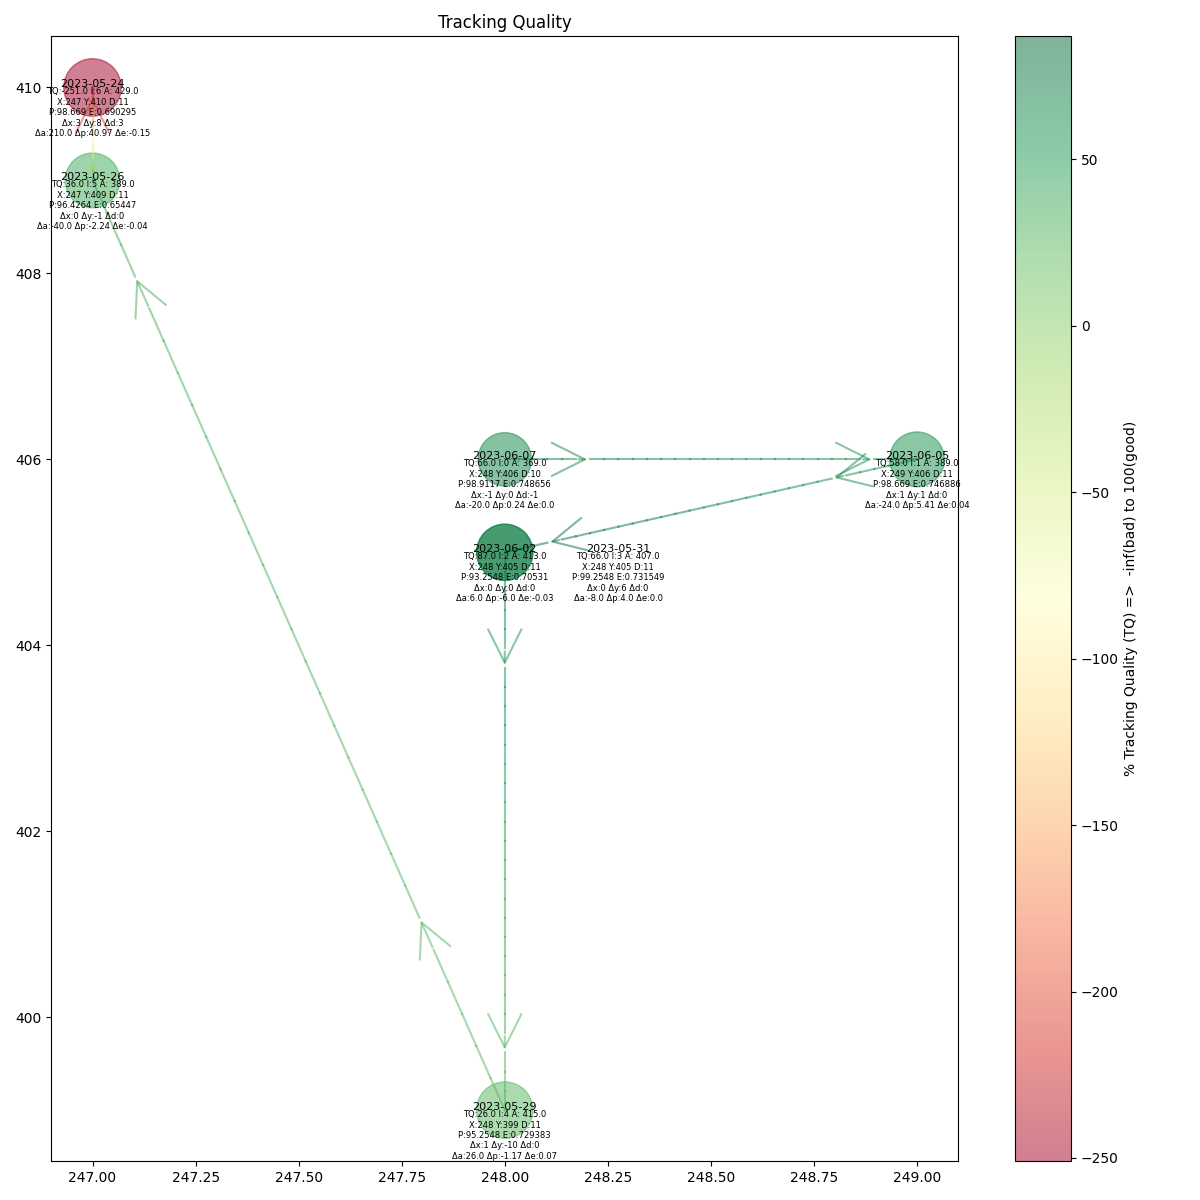 Tracking Quality
410
408
406
404
402
400
247.00
247.25
247.50
247.75
248.00
248.25
248.50
248.75
249.00
2023-05-24
TQ:-251.0 I:6 A: 429.0
X:247 Y:410 D:11
P:98.669 E:0.690295
Δx:3 Δy:8 Δd:3
Δa:210.0 Δp:40.97 Δe:-0.15
2023-05-26
TQ:36.0 I:5 A: 389.0
X:247 Y:409 D:11
P:96.4264 E:0.65447
Δx:0 Δy:-1 Δd:0
Δa:-40.0 Δp:-2.24 Δe:-0.04
2023-06-07
TQ:66.0 I:0 A: 369.0
X:248 Y:406 D:10
P:98.9117 E:0.748656
Δx:-1 Δy:0 Δd:-1
Δa:-20.0 Δp:0.24 Δe:0.0
2023-06-05
TQ:58.0 I:1 A: 389.0
X:249 Y:406 D:11
P:98.669 E:0.746886
Δx:1 Δy:1 Δd:0
Δa:-24.0 Δp:5.41 Δe:0.04
2023-06-02
TQ:87.0 I:2 A: 413.0
X:248 Y:405 D:11
P:93.2548 E:0.70531
Δx:0 Δy:0 Δd:0
Δa:6.0 Δp:-6.0 Δe:-0.03
2023-05-31
TQ:66.0 I:3 A: 407.0
X:248 Y:405 D:11
P:99.2548 E:0.731549
Δx:0 Δy:6 Δd:0
Δa:-8.0 Δp:4.0 Δe:0.0
2023-05-29
TQ:26.0 I:4 A: 415.0
X:248 Y:399 D:11
P:95.2548 E:0.729383
Δx:1 Δy:-10 Δd:0
Δa:26.0 Δp:-1.17 Δe:0.07
50
0
−50
−100
−150
−200
−250
% Tracking Quality (TQ) => -inf(bad) to 100(good)